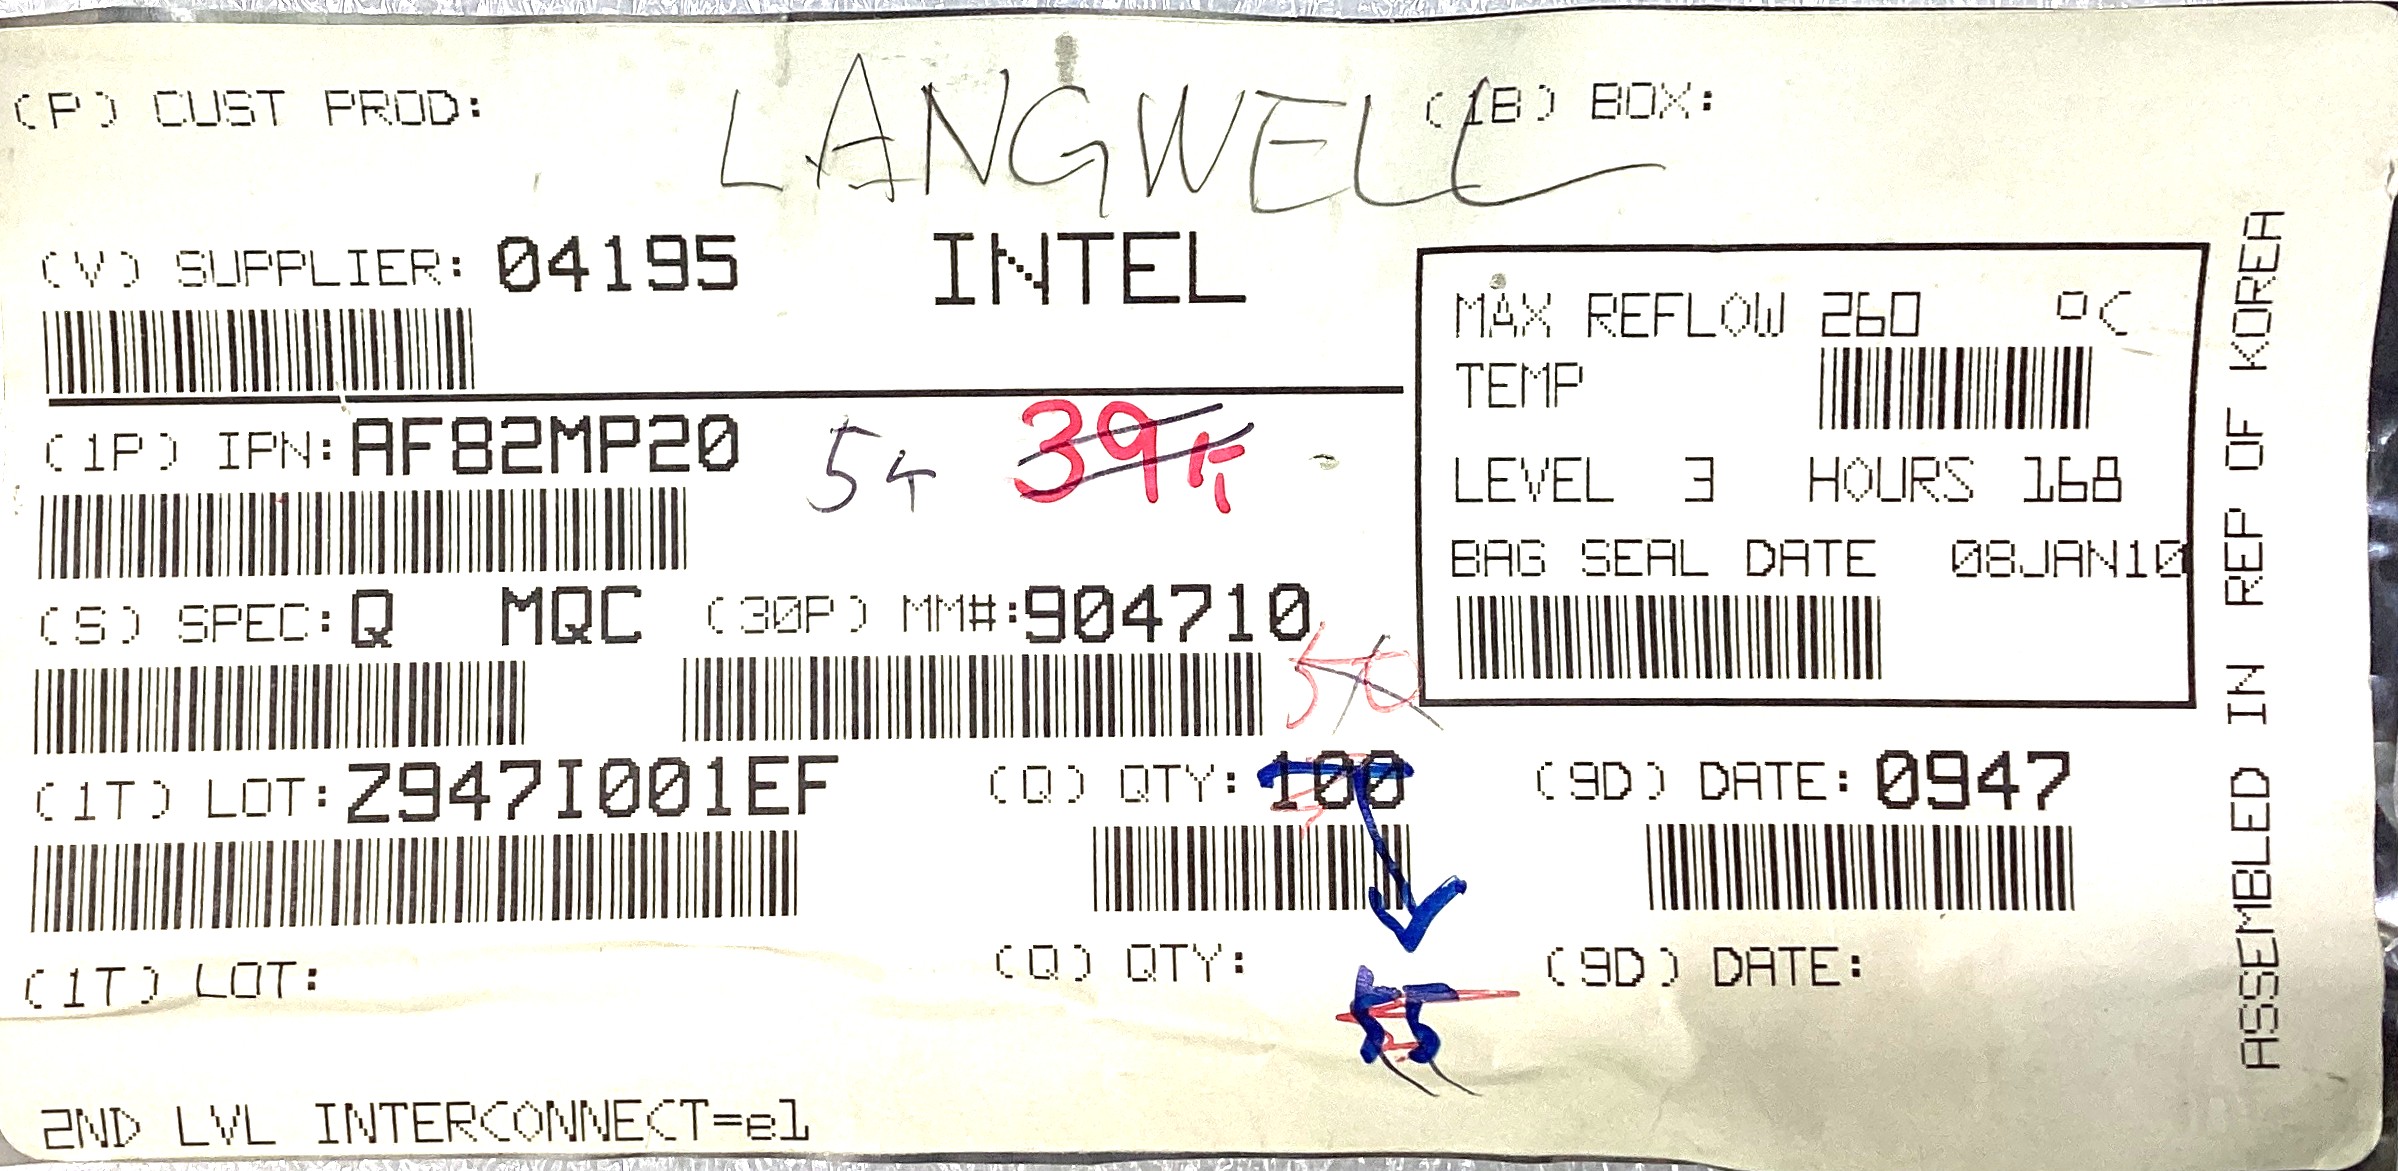 (P) CUST PROD: LANGWELL (1B) BOX:
(V) SUPPLIER: 04195 INTEL
MAX REFLOW 260 °C
TEMP
(1P) IPN: AF82MP20
LEVEL 3 HOURS 168
BAG SEAL DATE 08JAN10
(S) SPEC: Q MQC (30P) MM#: 904710
50
(1T) LOT: Z947I001EF (Q) QTY: 100 (9D) DATE: 0947
(1T) LOT: (Q) QTY: (9D) DATE:
2ND LVL INTERCONNECT=e1
ASSEMBLED IN REP OF KOREA